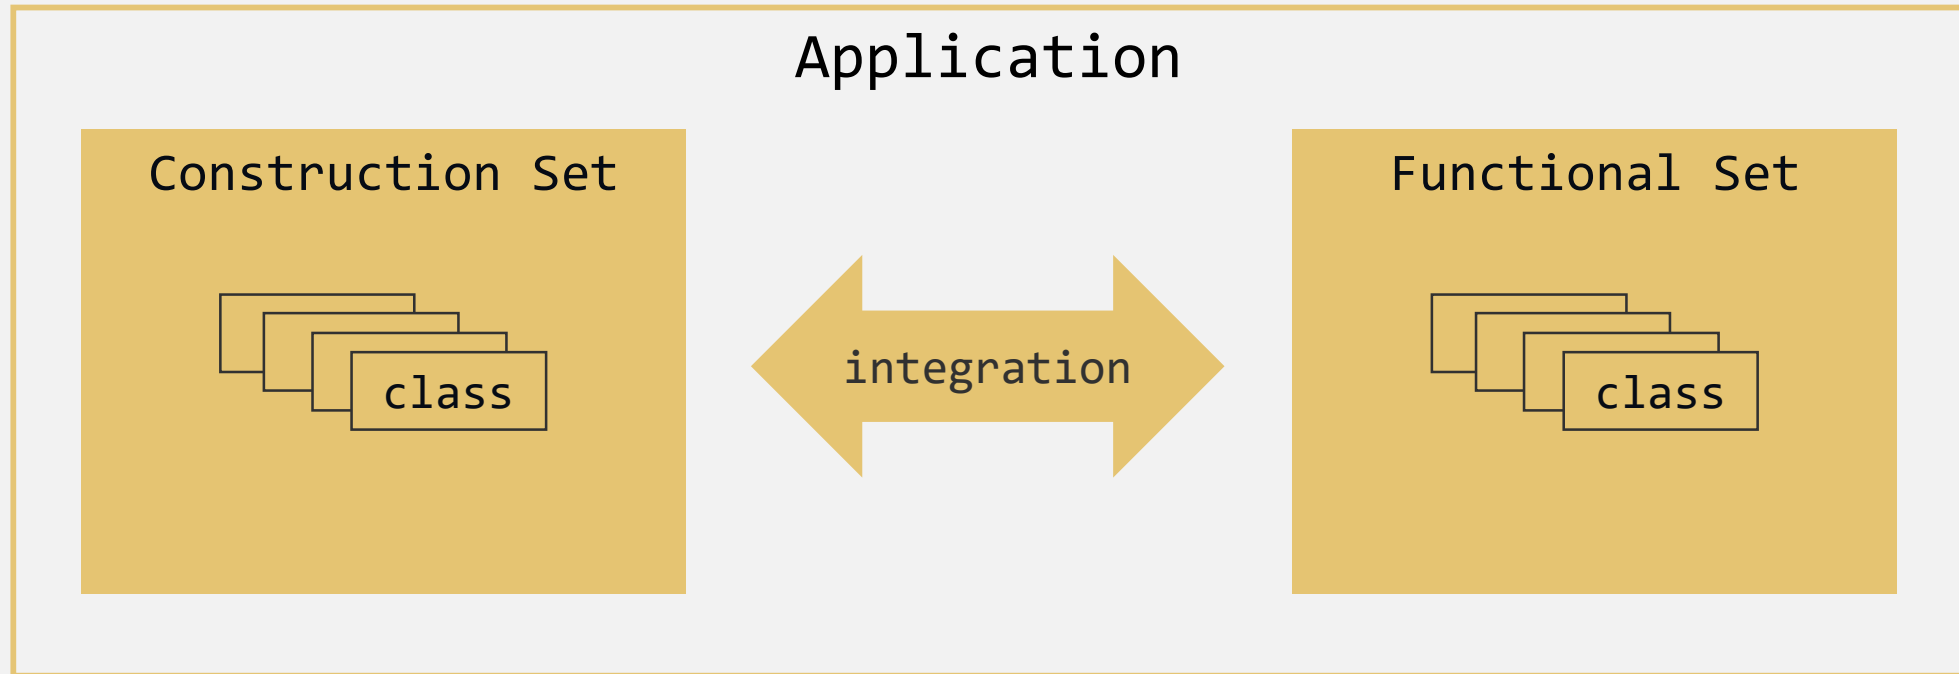 Application
Construction Set
Functional Set
class
integration
class